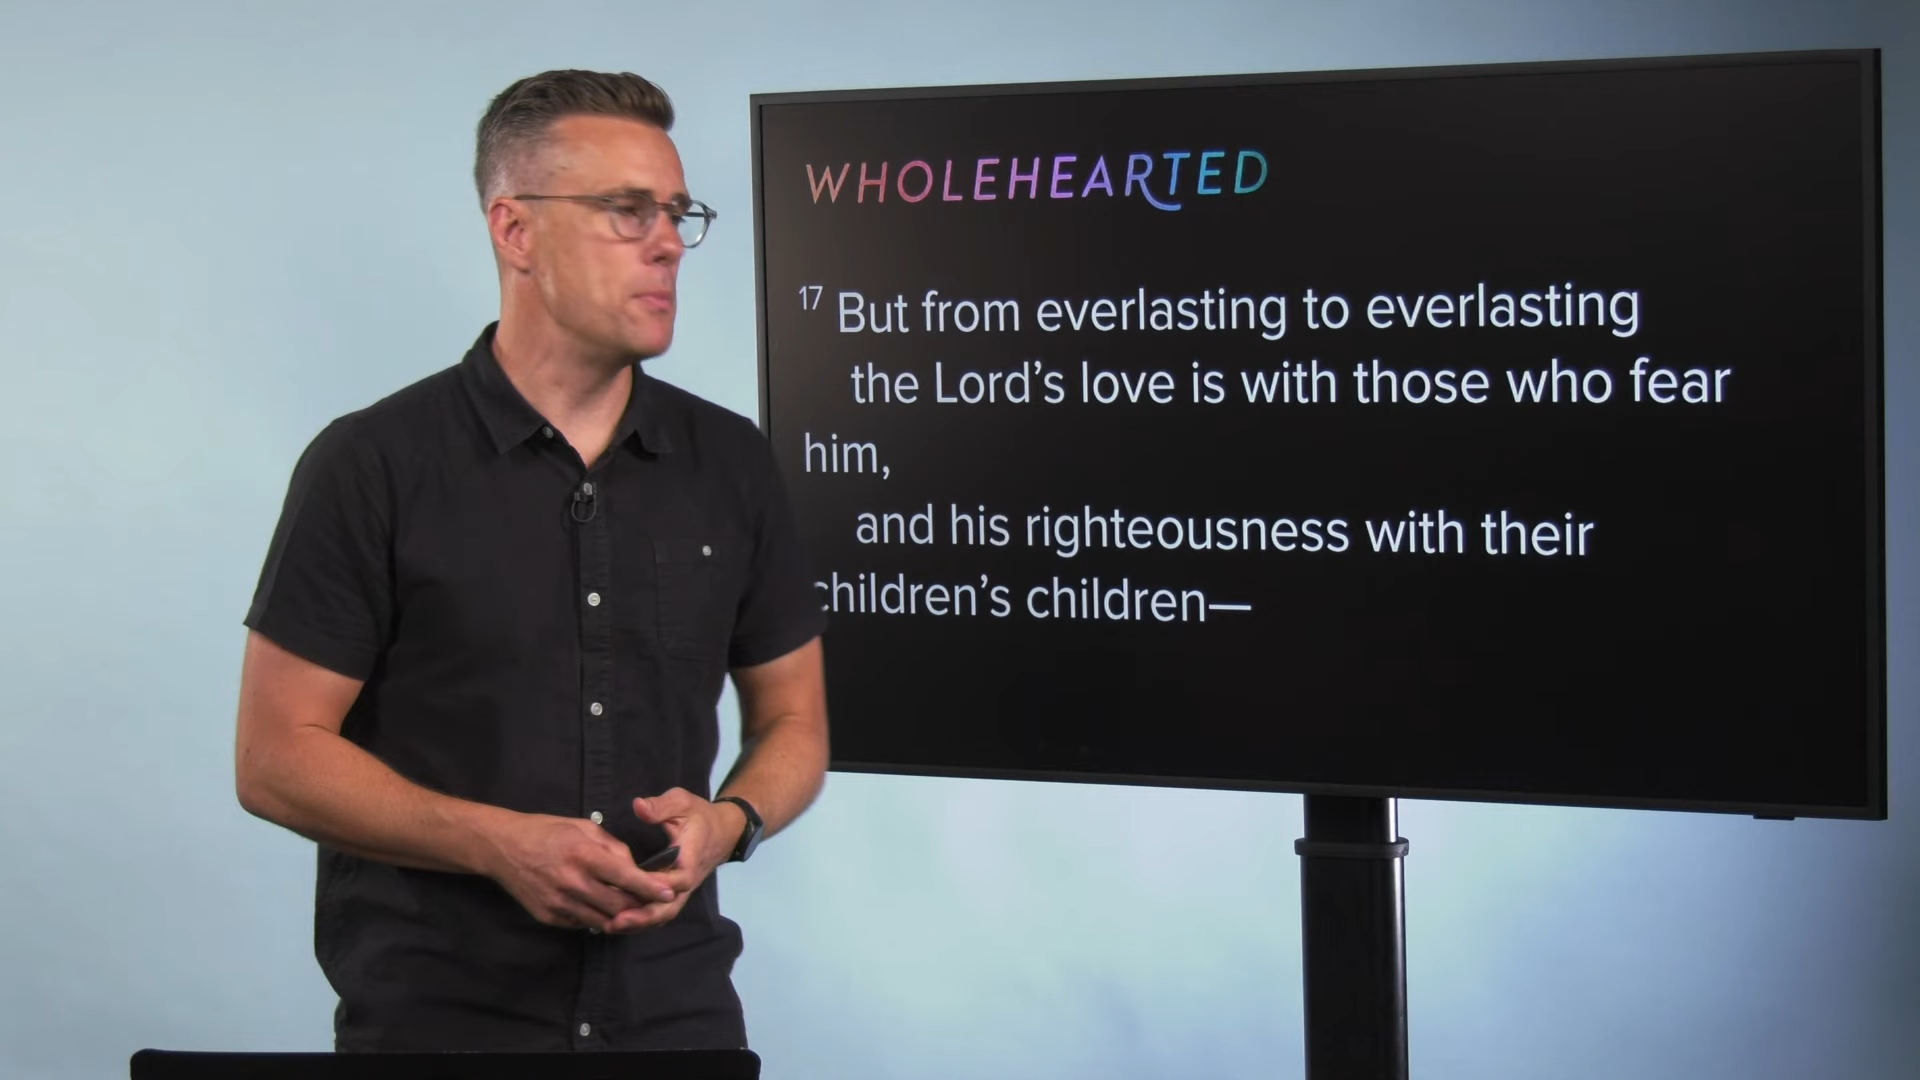 WHOLEHEARTED
17 But from everlasting to everlasting
the Lord’s love is with those who fear
him,
and his righteousness with their
children’s children—